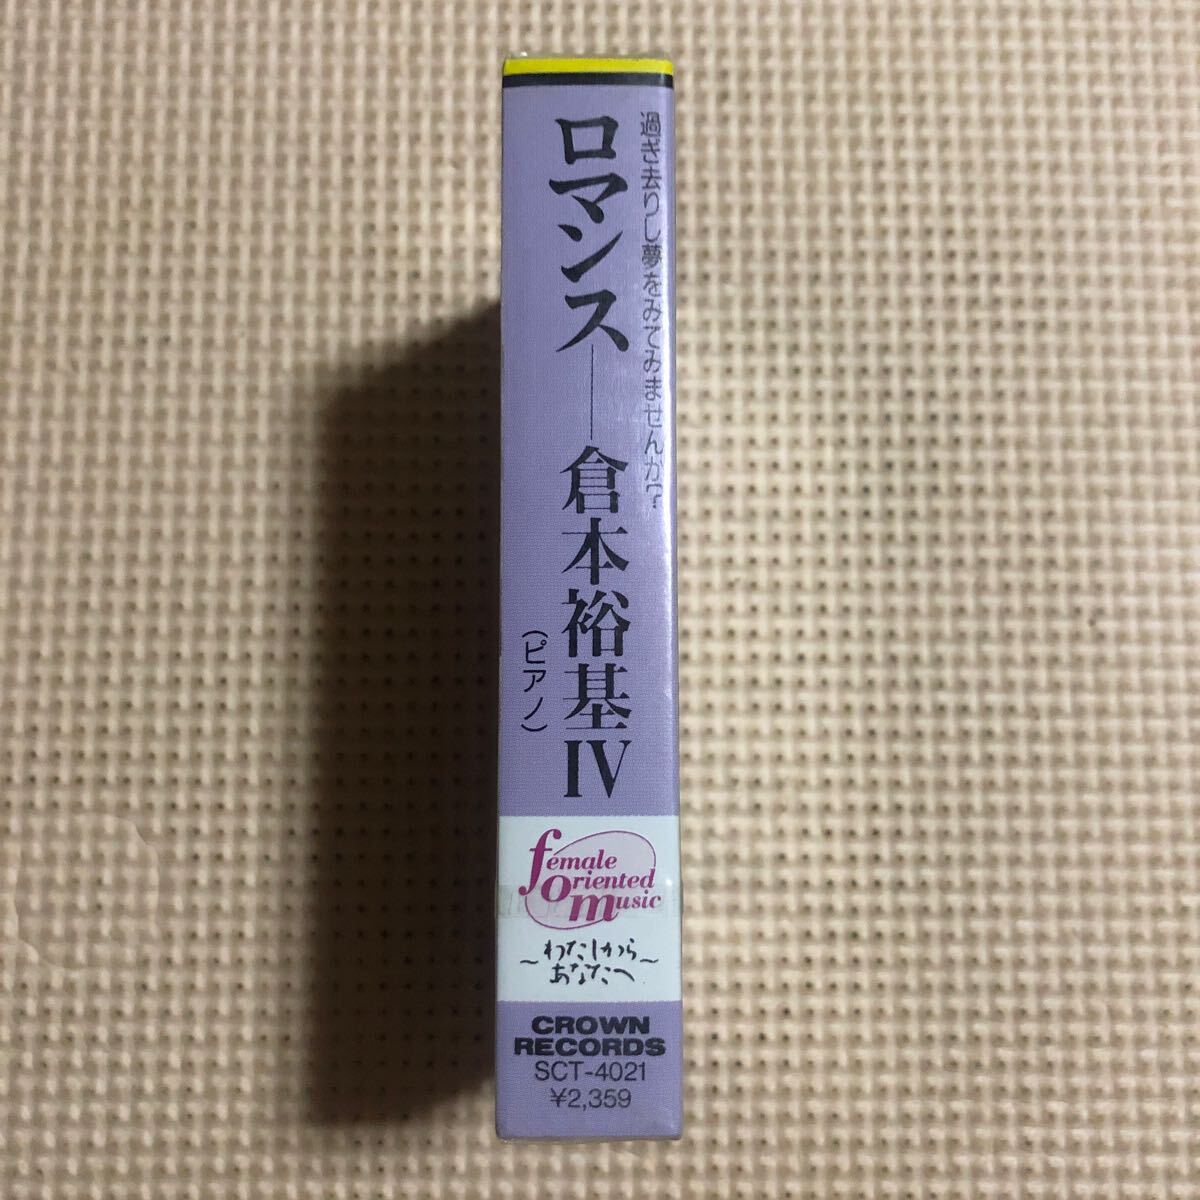 過ぎ去りし夢をみてみませんか?
ロマンス——倉本裕基IV
(ピアノ)
female
oriented
music
～わたしから
あなたへ～
CROWN
RECORDS
SCT-4021
¥2,359